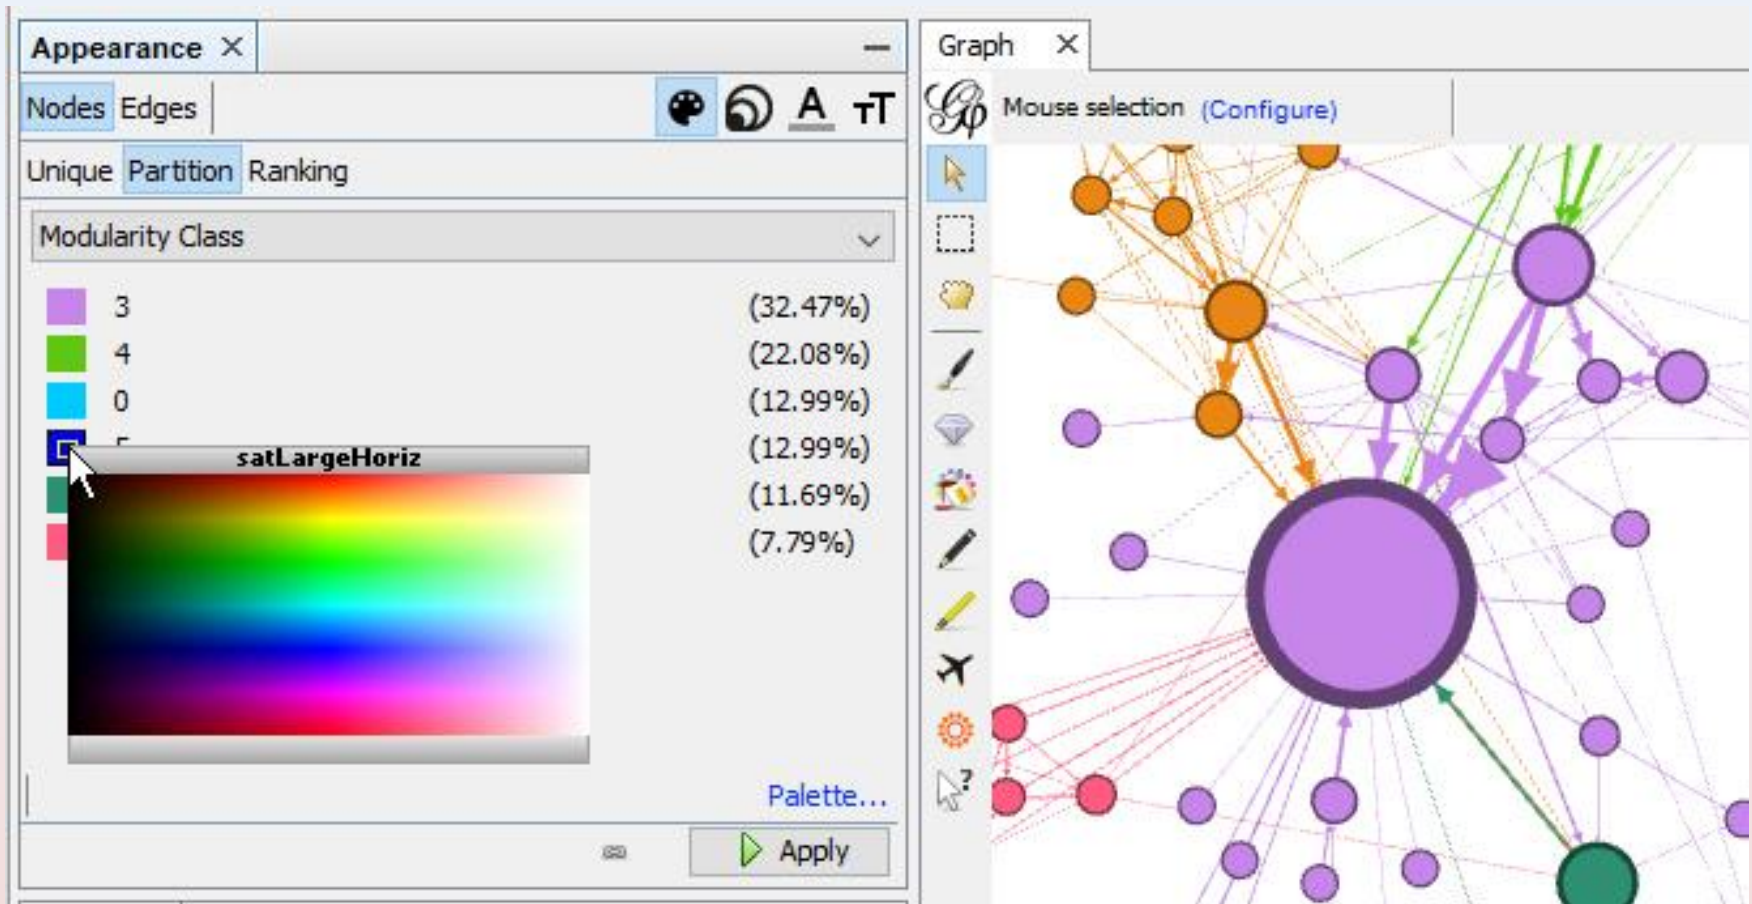 Appearance
Graph
Nodes Edges
A TT
Mouse selection (Configure)
Unique Partition Ranking
Modularity Class
3 (32.47%)
4 (22.08%)
0 (12.99%)
(12.99%)
satLargeHoriz
(11.69%)
(7.79%)
Palette...
Apply